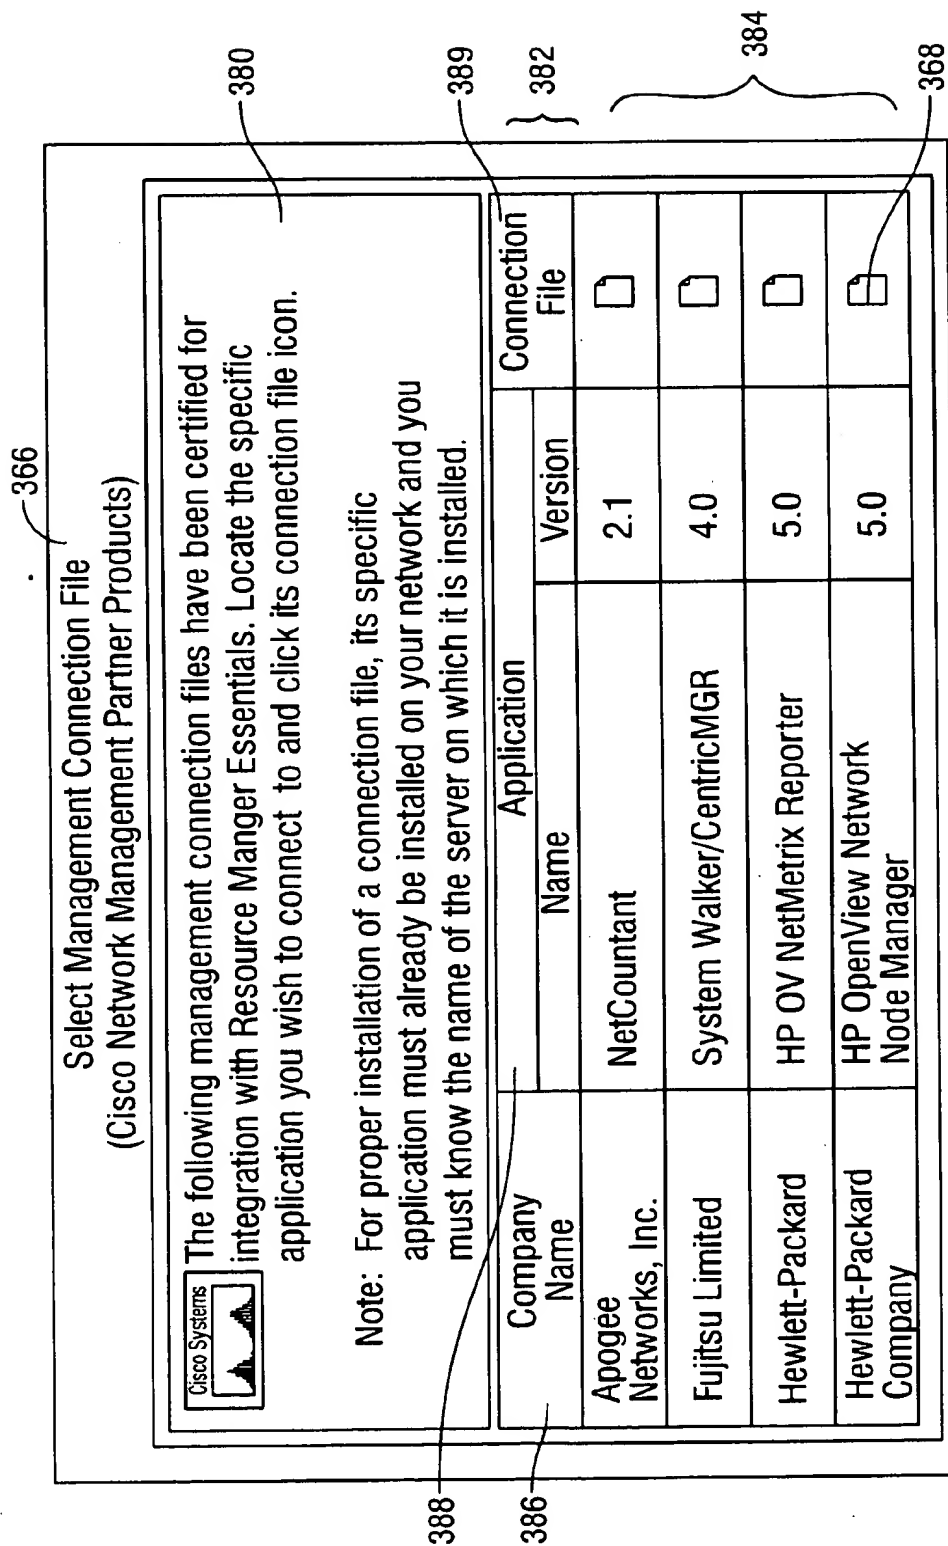 366
Select Management Connection File
(Cisco Network Management Partner Products)
Cisco Systems
The following management connection files have been certified for
integration with Resource Manger Essentials. Locate the specific
application you wish to connect to and click its connection file icon.
380
Note: For proper installation of a connection file, its specific
application must already be installed on your network and you
must know the name of the server on which it is installed.
388
386
389
382
384
368
Company
Name
Application
Name
Version
Connection
File
Apogee
Networks, Inc.
NetCountant
2.1
Fujitsu Limited
System Walker/CentricMGR
4.0
Hewlett-Packard
HP OV NetMetrix Reporter
5.0
Hewlett-Packard
Company
HP OpenView Network
Node Manager
5.0